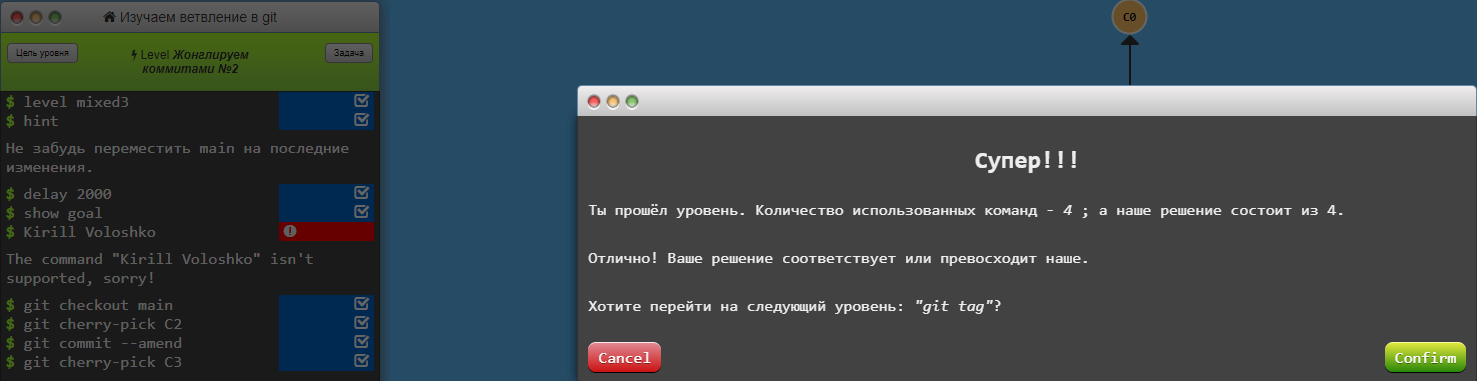 Изучаем ветвление в git
Цель уровня
Level Жонглируем
коммитами №2
Задача
$ level mixed3
$ hint
Не забудь переместить main на последние
изменения.
$ delay 2000
$ show goal
$ Kirill Voloshko
The command "Kirill Voloshko" isn't
supported, sorry!
$ git checkout main
$ git cherry-pick C2
$ git commit --amend
$ git cherry-pick C3
C0
Супер!!!
Ты прошёл уровень. Количество использованных команд - 4 ; а наше решение состоит из 4.
Отлично! Ваше решение соответствует или превосходит наше.
Хотите перейти на следующий уровень: "git tag"?
Cancel
Confirm